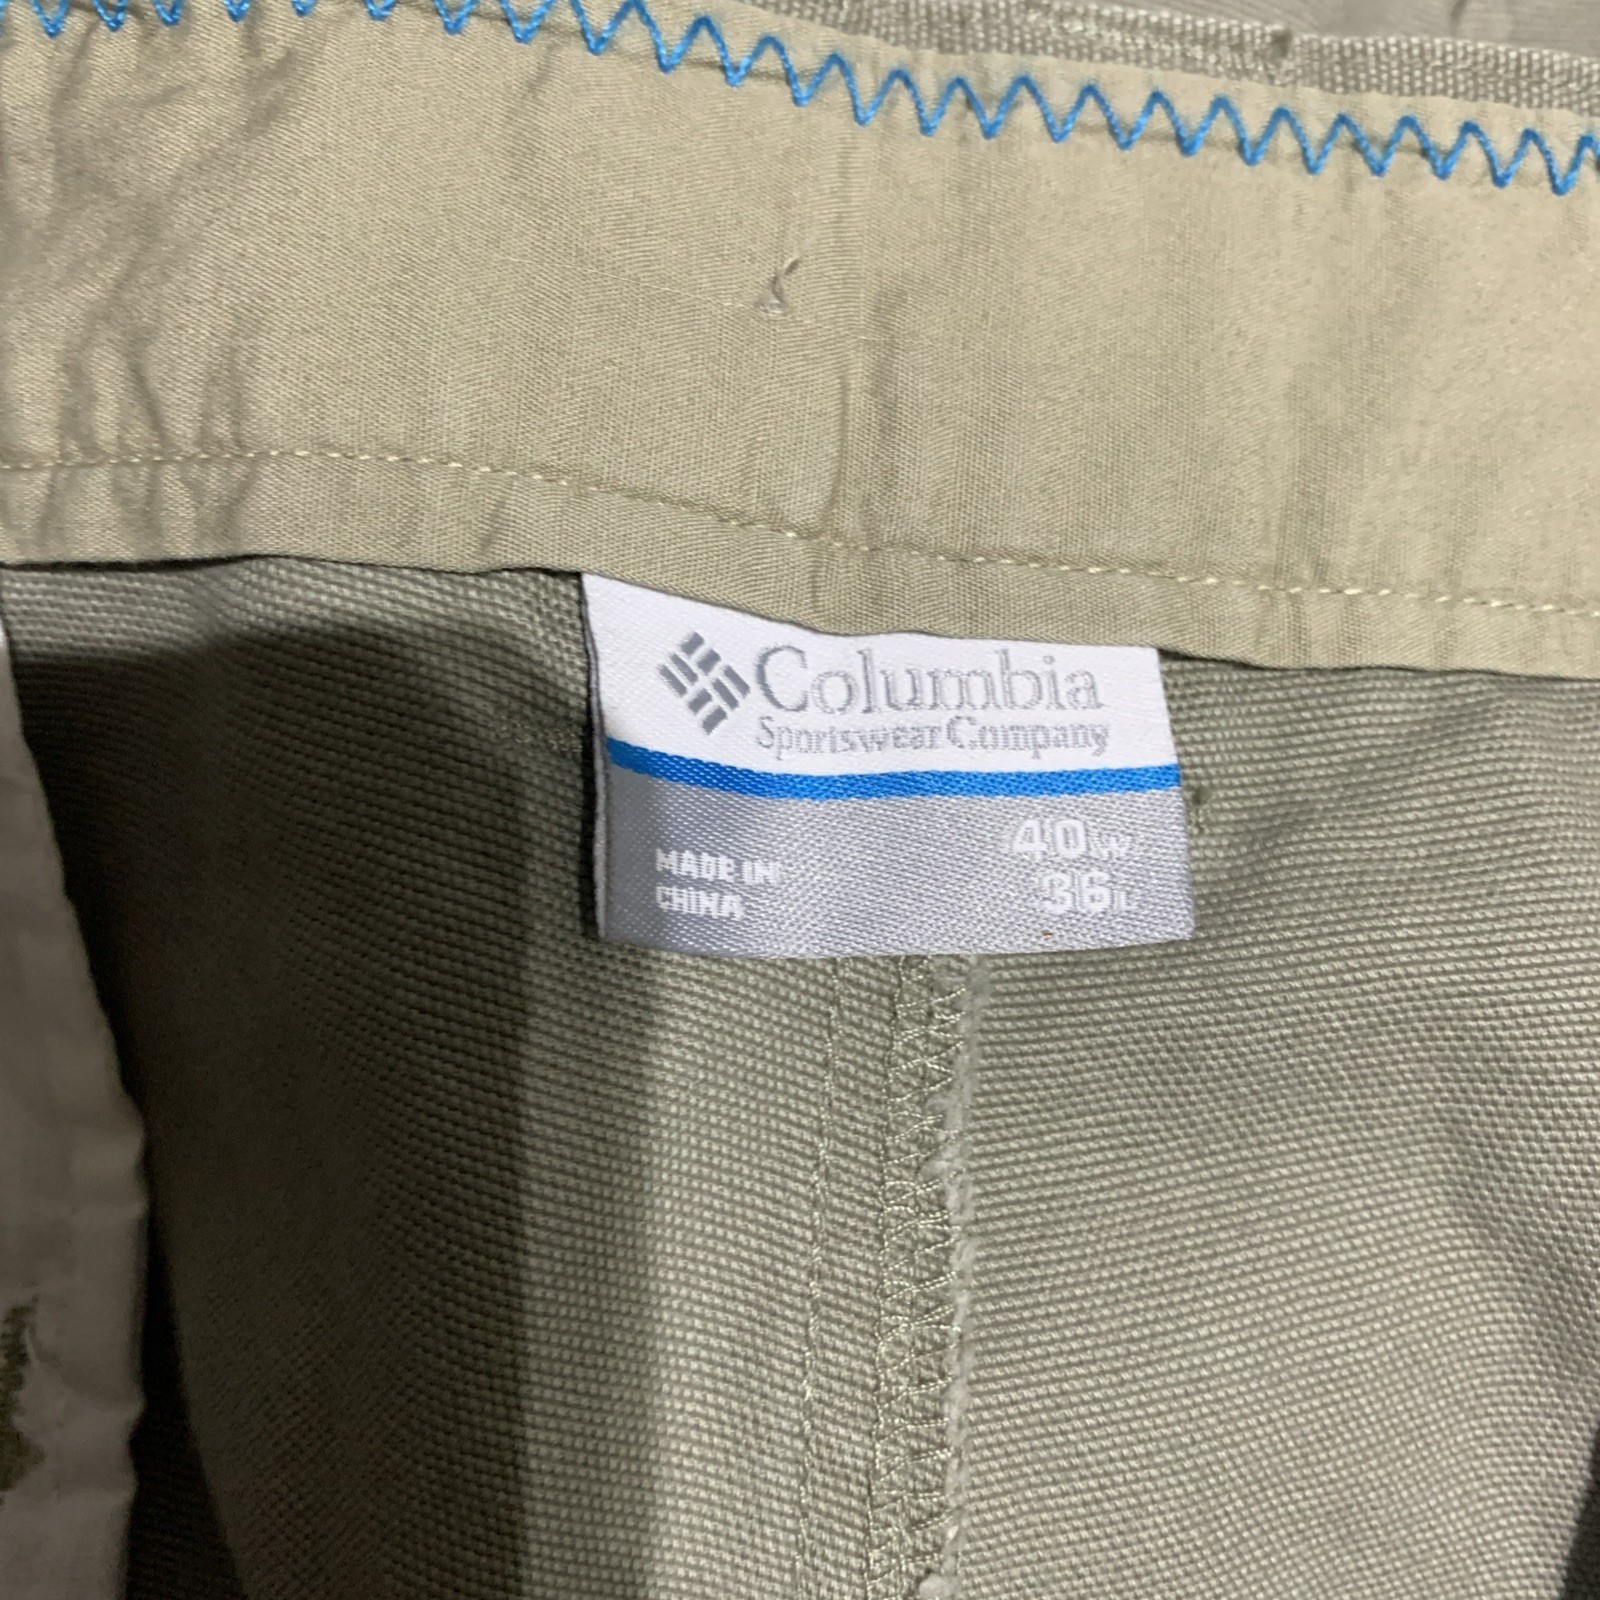 Columbia
Sportswear Company
MADE IN
CHINA
40W
36L